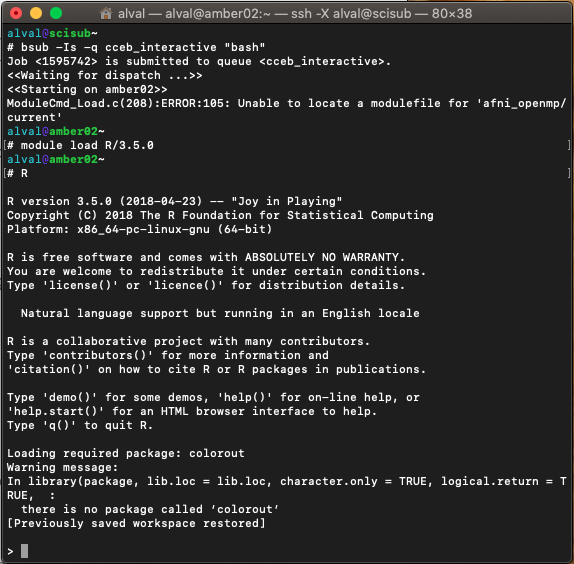 alval — alval@amber02:~ — ssh -X alval@scisub — 80×38
alval@scisub~
# bsub -Is -q cceb_interactive "bash"
Job <1595742> is submitted to queue <cceb_interactive>.
<<Waiting for dispatch ...>>
<<Starting on amber02>>
ModuleCmd_Load.c(208):ERROR:105: Unable to locate a modulefile for 'afni_openmp/
current'
alval@amber02~
[# module load R/3.5.0 ]
alval@amber02~
[# R ]
R version 3.5.0 (2018-04-23) -- "Joy in Playing"
Copyright (C) 2018 The R Foundation for Statistical Computing
Platform: x86_64-pc-linux-gnu (64-bit)
R is free software and comes with ABSOLUTELY NO WARRANTY.
You are welcome to redistribute it under certain conditions.
Type 'license()' or 'licence()' for distribution details.
Natural language support but running in an English locale
R is a collaborative project with many contributors.
Type 'contributors()' for more information and
'citation()' on how to cite R or R packages in publications.
Type 'demo()' for some demos, 'help()' for on-line help, or
'help.start()' for an HTML browser interface to help.
Type 'q()' to quit R.
Loading required package: colorout
Warning message:
In library(package, lib.loc = lib.loc, character.only = TRUE, logical.return = T
RUE,  :
there is no package called ‘colorout’
[Previously saved workspace restored]
>